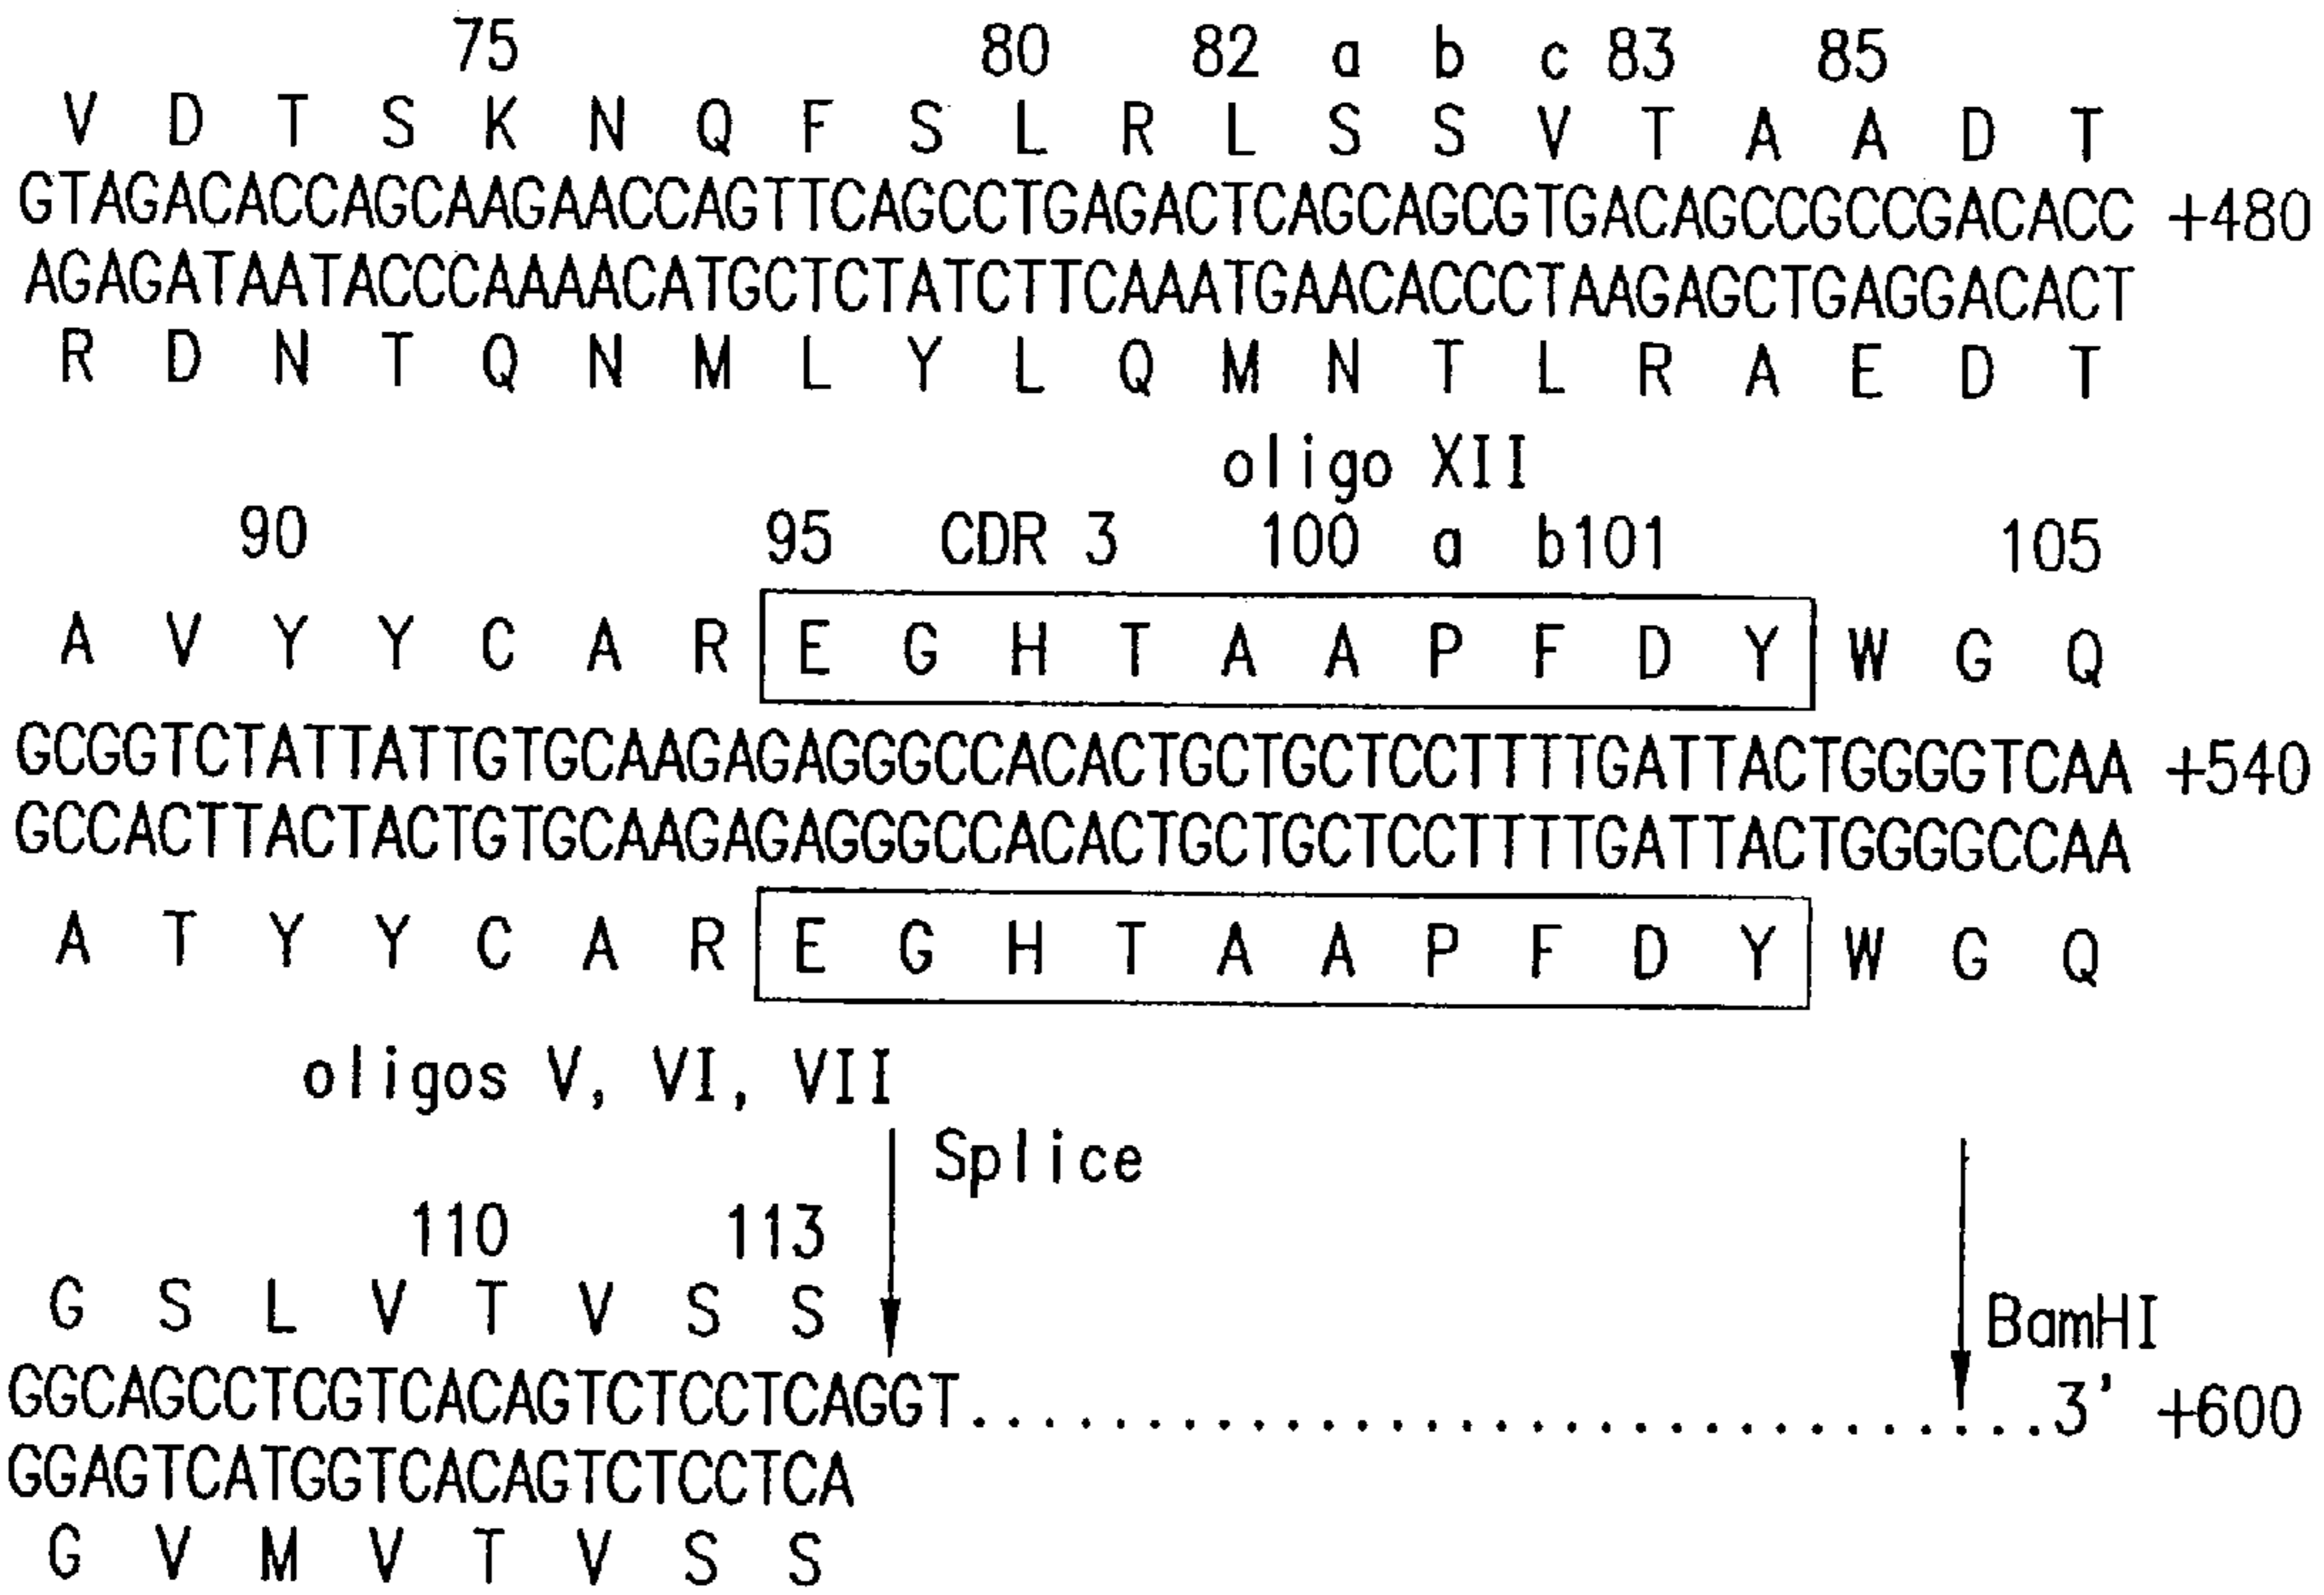 75 80 82 a b c 83 85
V D T S K N Q F S L R L S S V T A A D T
GTAGACACCAGCAAGAACCAGTTCAGCCTGAGACTCAGCAGCGTGACAGCCGCCGACACC +480
AGAGATAATACCCAAAACATGCTCTATCTTCAAATGAACACCCTAAGAGCTGAGGACACT
R D N T Q N M L Y L Q M N T L R A E D T
oligo XII
90 95 CDR 3 100 a b101 105
A V Y Y C A R E G H T A A P F D Y W G Q
GCGGTCTATTATTGTGCAAGAGAGGGCCACACTGCTGCTCCTTTTGATTACTGGGGTCAA +540
GCCACTTACTACTGTGCAAGAGAGGGCCACACTGCTGCTCCTTTTGATTACTGGGGCCAA
A T Y Y C A R E G H T A A P F D Y W G Q
oligos V, VI, VII
Splice
110 113
G S L V T V S S
BamHI
GGCAGCCTCGTCACAGTCTCCTCAGGT..............................3' +600
GGAGTCATGGTCACAGTCTCCTCA
G V M V T V S S